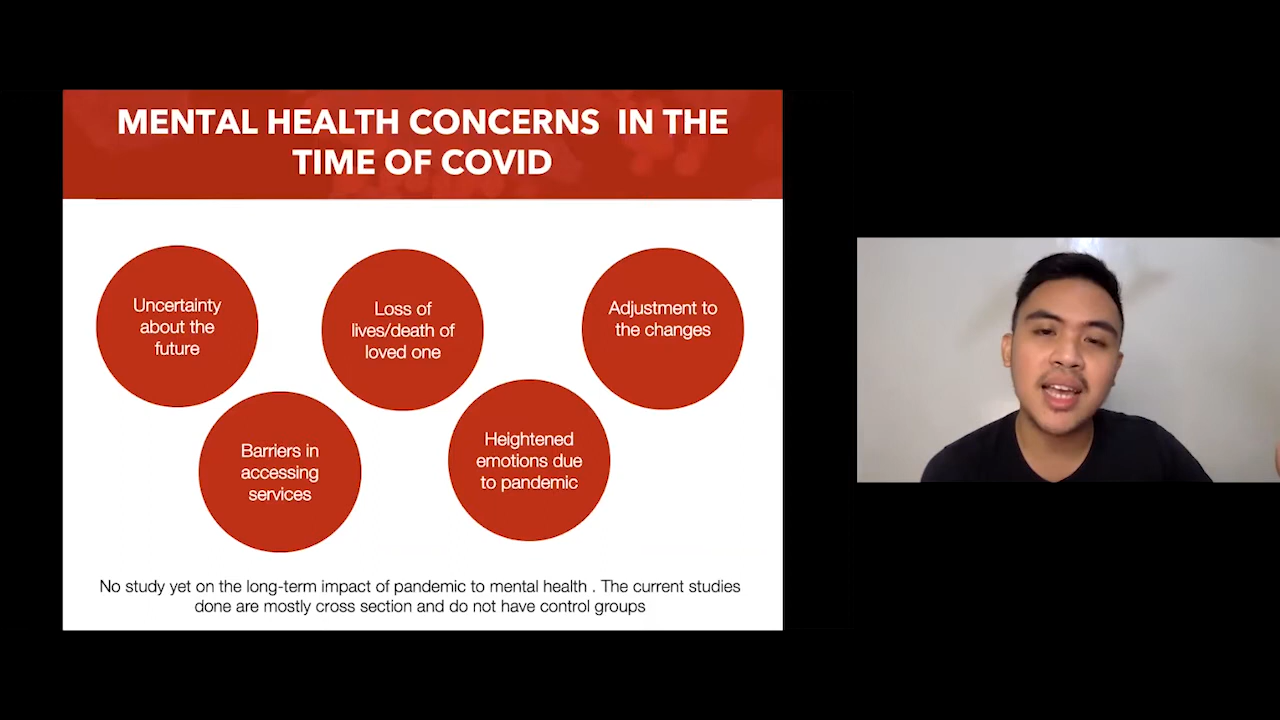 MENTAL HEALTH CONCERNS IN THE
TIME OF COVID
Uncertainty
about the
future
Loss of
lives/death of
loved one
Adjustment to
the changes
Barriers in
accessing
services
Heightened
emotions due
to pandemic
No study yet on the long-term impact of pandemic to mental health . The current studies
done are mostly cross section and do not have control groups